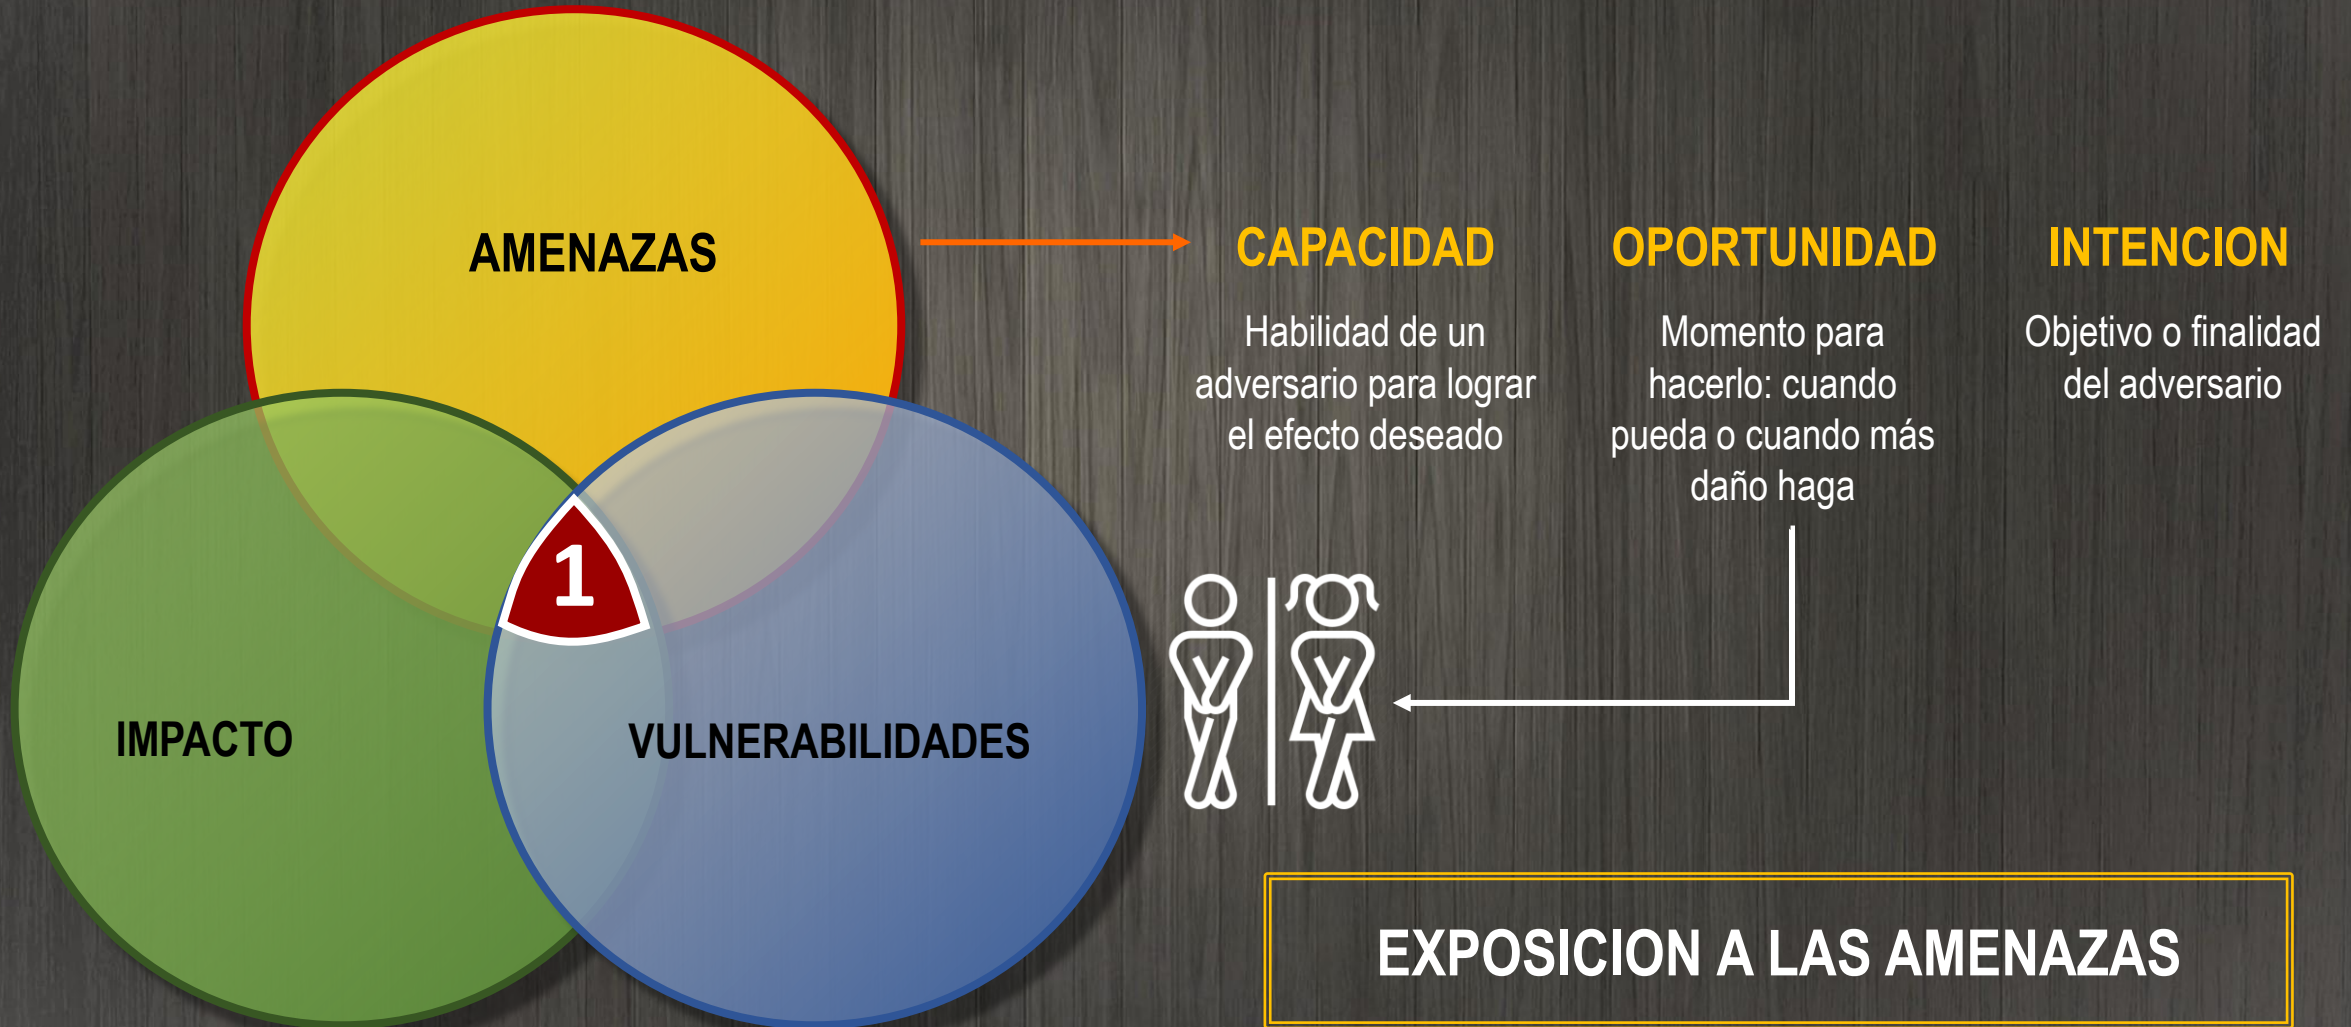 AMENAZAS
IMPACTO
VULNERABILIDADES
1
CAPACIDAD
Habilidad de un
adversario para lograr
el efecto deseado
OPORTUNIDAD
Momento para
hacerlo: cuando
pueda o cuando más
daño haga
INTENCION
Objetivo o finalidad
del adversario
EXPOSICION A LAS AMENAZAS